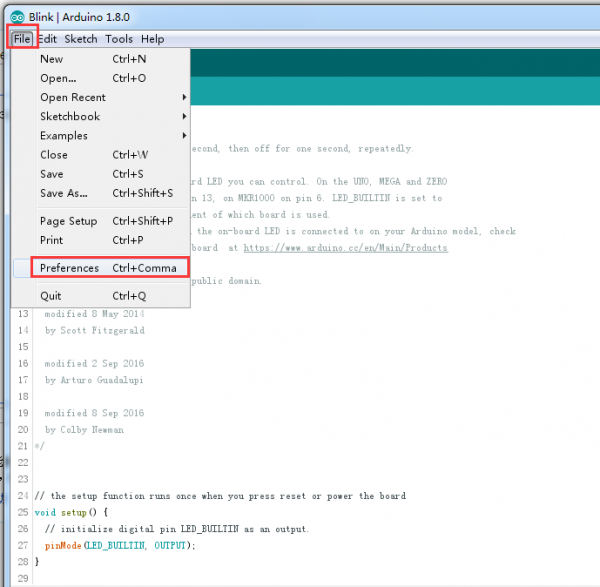 Blink | Arduino 1.8.0
File Edit Sketch Tools Help
New Ctrl+N
Open... Ctrl+O
Open Recent
Sketchbook
Examples
Close Ctrl+W
Save Ctrl+S
Save As... Ctrl+Shift+S
Page Setup Ctrl+Shift+P
Print Ctrl+P
Preferences Ctrl+Comma
Quit Ctrl+Q
econd, then off for one second, repeatedly.
rd LED you can control. On the UNO, MEGA and ZERO
n 13, on MKR1000 on pin 6. LED_BUILTIN is set to
ent of which board is used.
the on-board LED is connected to on your Arduino model, check
board at https://www.arduino.cc/en/Main/Products
public domain.
13 modified 8 May 2014
14 by Scott Fitzgerald
15
16 modified 2 Sep 2016
17 by Arturo Guadalupi
18
19 modified 8 Sep 2016
20 by Colby Newman
21 */
22
23
24 // the setup function runs once when you press reset or power the board
25 void setup() {
26 // initialize digital pin LED_BUILTIN as an output.
27 pinMode(LED_BUILTIN, OUTPUT);
28 }
29